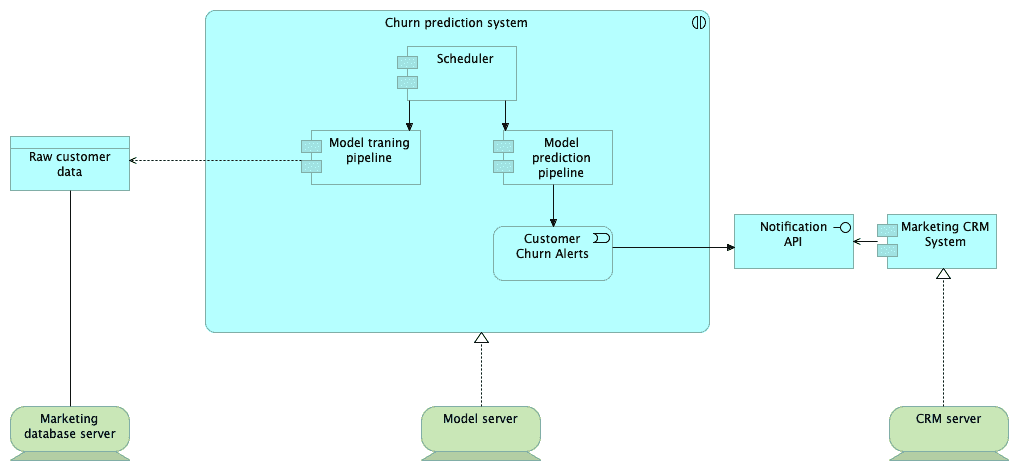 Churn prediction system
Scheduler
Model traning
pipeline
Model
prediction
pipeline
Raw customer
data
Customer
Churn Alerts
Notification
API
Marketing CRM
System
Marketing
database server
Model server
CRM server